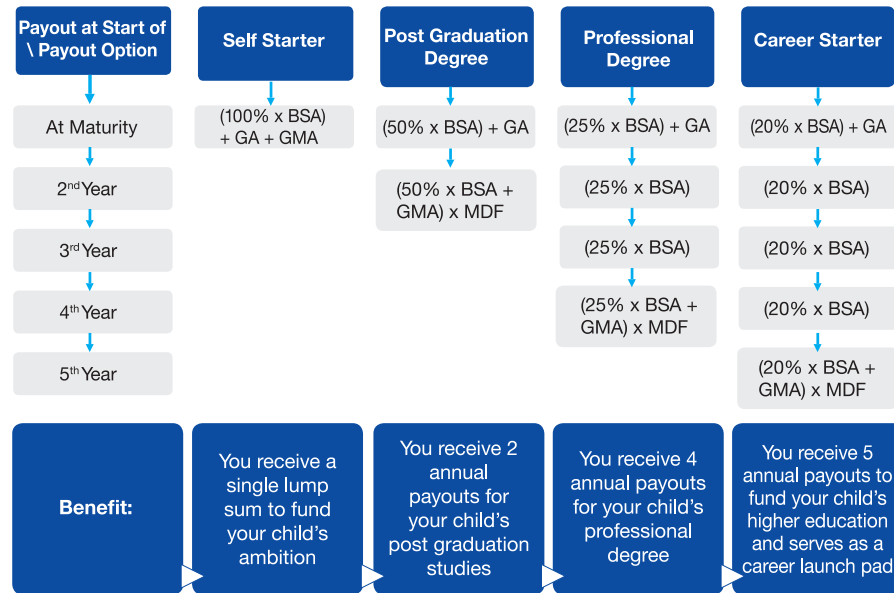 Payout at Start of
\ Payout Option
Self Starter
Post Graduation
Degree
Professional
Degree
Career Starter
At Maturity
(100% x BSA)
+ GA + GMA
(50% x BSA) + GA
(25% x BSA) + GA
(20% x BSA) + GA
2nd Year
(50% x BSA +
GMA) x MDF
(25% x BSA)
(20% x BSA)
3rd Year
(25% x BSA)
(20% x BSA)
4th Year
(25% x BSA +
GMA) x MDF
(20% x BSA)
5th Year
(20% x BSA +
GMA) x MDF
Benefit:
You receive a
single lump
sum to fund
your child's
ambition
You receive 2
annual
payouts for
your child's
post graduation
studies
You receive 4
annual payouts
for your child's
professional
degree
You receive 5
annual payouts to
fund your child's
higher education
and serves as a
career launch pad